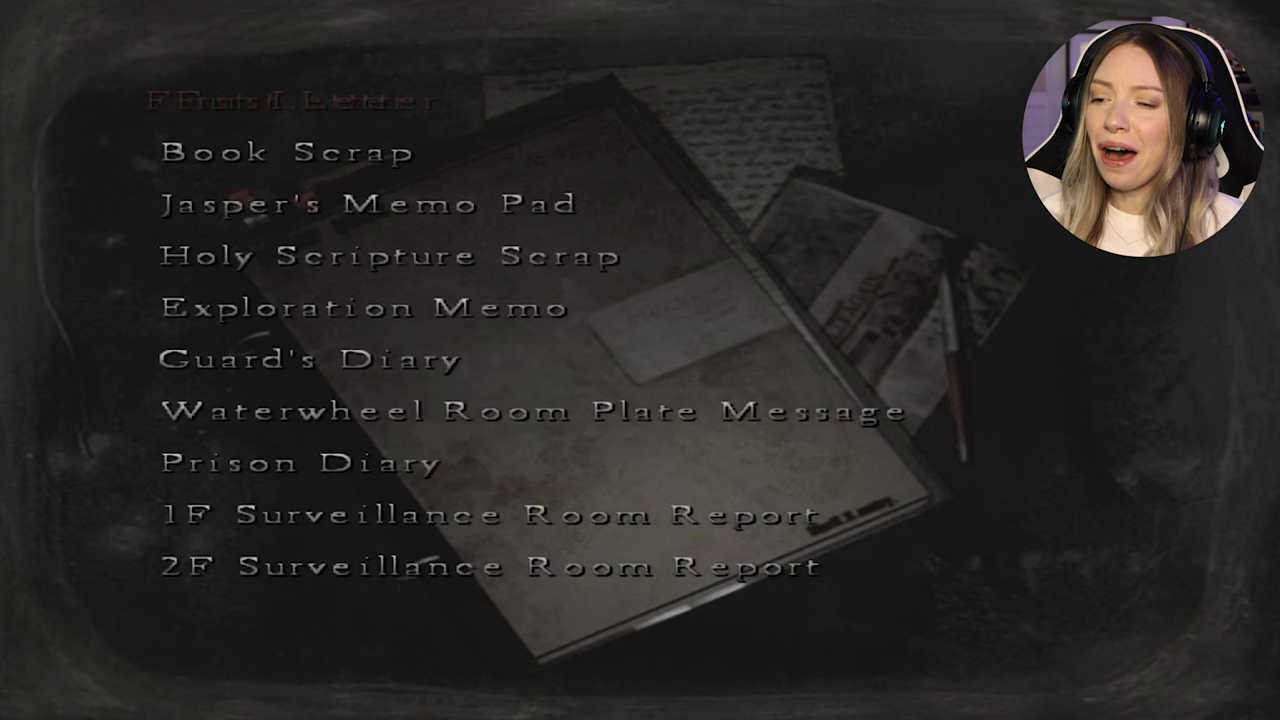 Book Scrap
Jasper's Memo Pad
Holy Scripture Scrap
Exploration Memo
Guard's Diary
Waterwheel Room Plate Message
Prison Diary
1F Surveillance Room Report
2F Surveillance Room Report